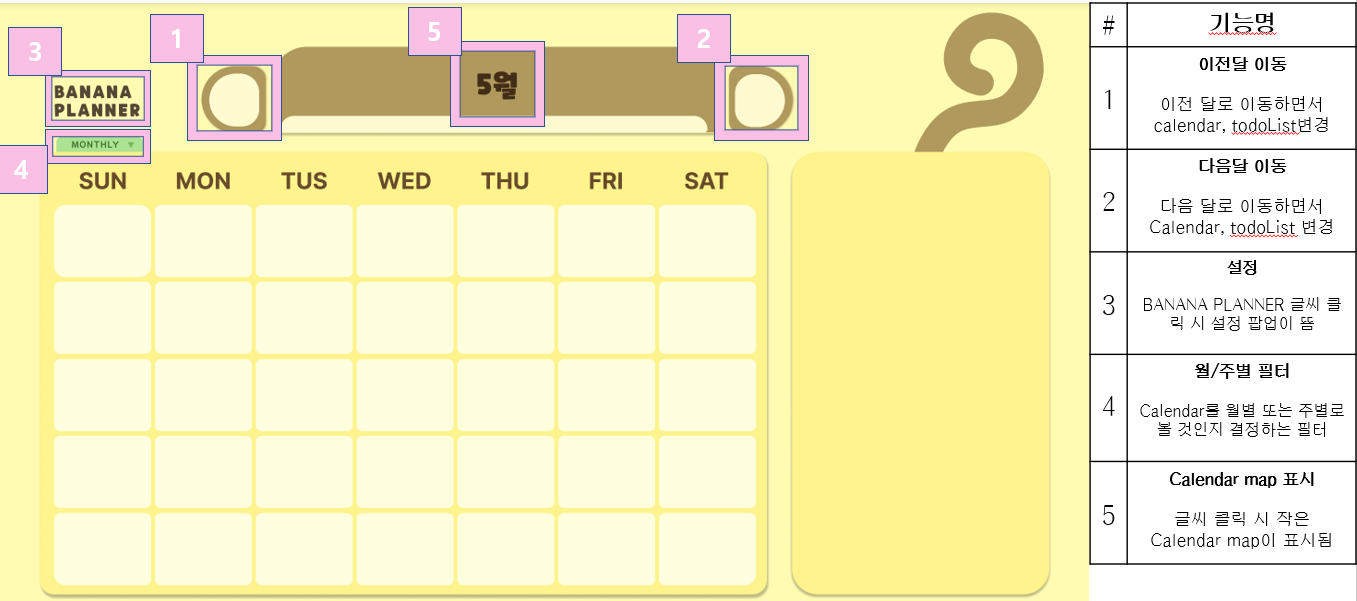 3
1
5
2
5월
BANANA
PLANNER
MONTHLY ▼
4
SUN MON TUS WED THU FRI SAT
# 기능명
1
이전달 이동
이전 달로 이동하면서
calendar, todoList변경
2
다음달 이동
다음 달로 이동하면서
Calendar, todoList 변경
3
설정
BANANA PLANNER 글씨 클
릭 시 설정 팝업이 뜸
4
월/주별 필터
Calendar를 월별 또는 주별로
볼 것인지 결정하는 필터
5
Calendar map 표시
글씨 클릭 시 작은
Calendar map이 표시됨